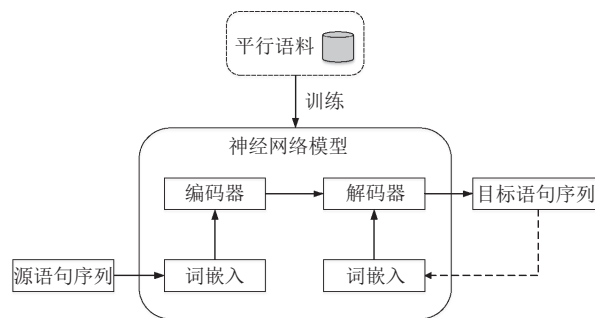 平行语料
训练
神经网络模型
编码器
解码器
目标语句序列
源语句序列
词嵌入
词嵌入